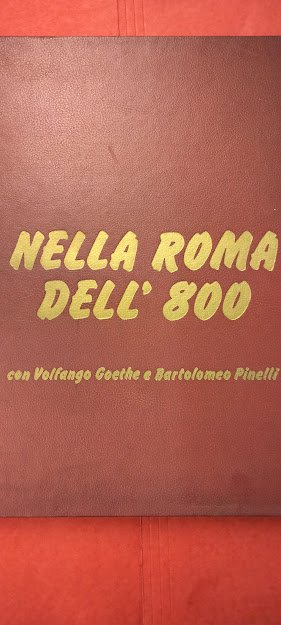 NELLA ROMA
DELL' 800
con Volfango Goethe e Bartolomeo Pinelli